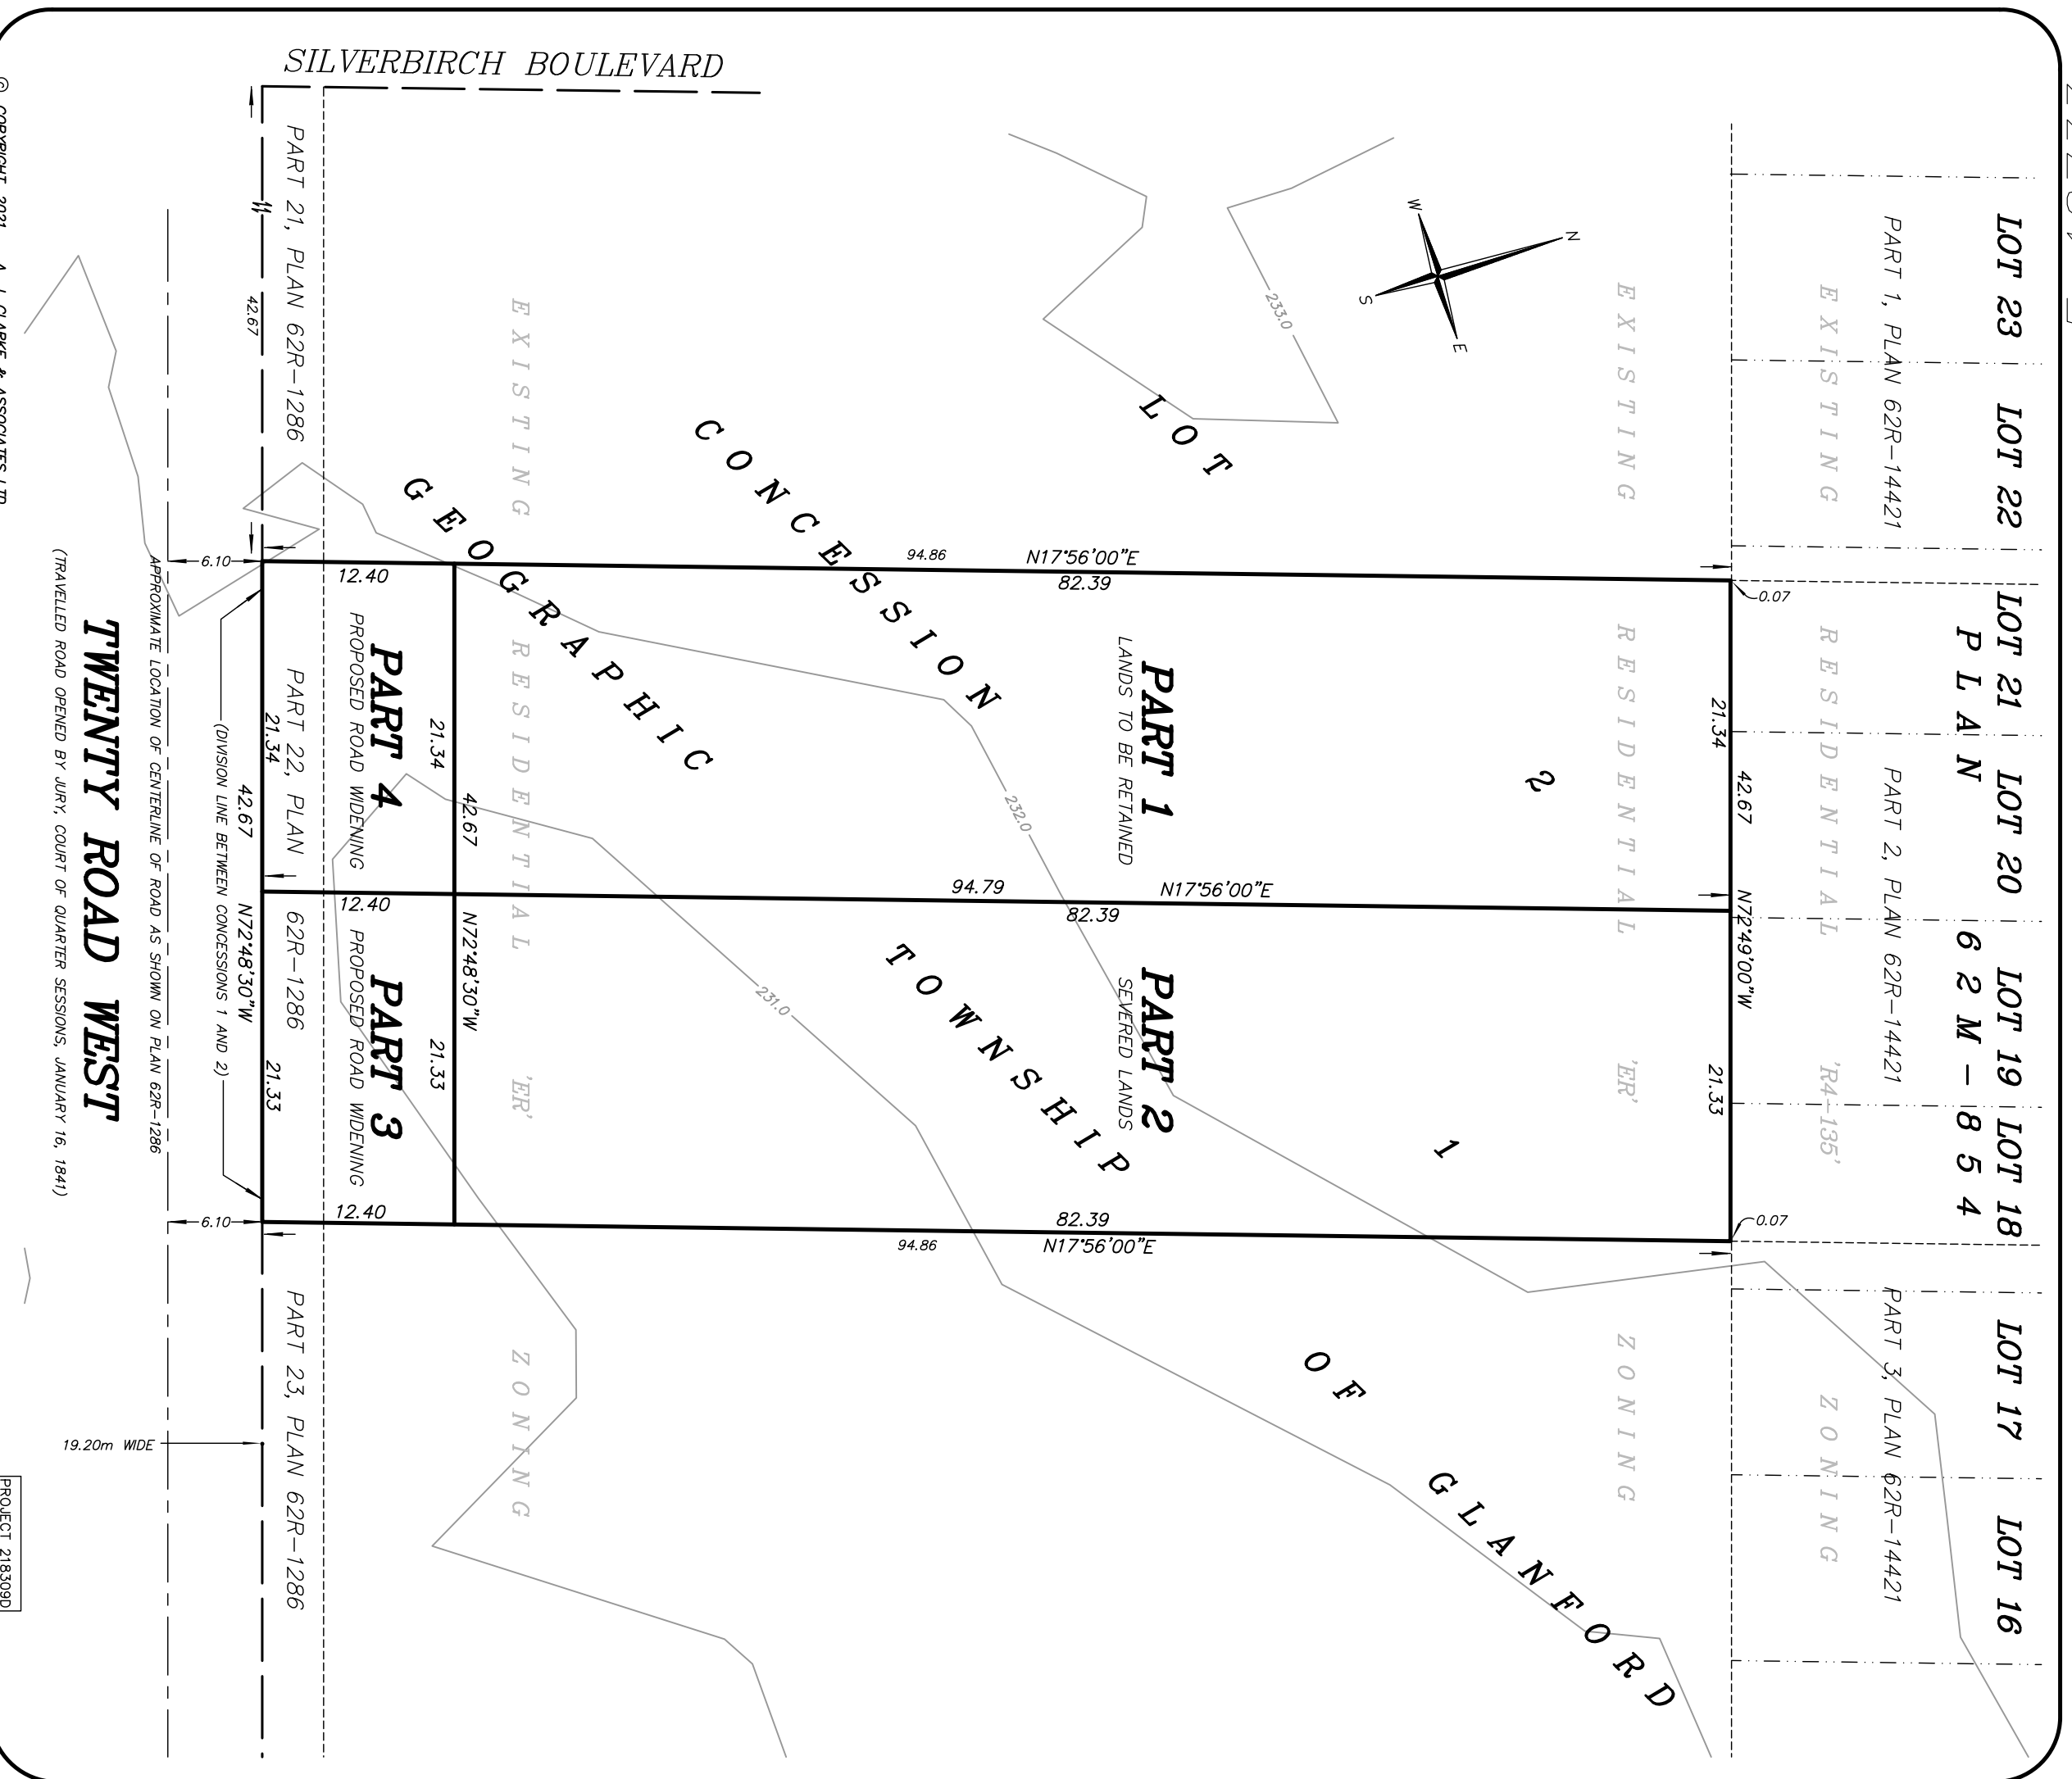 SILVERBIRCH BOULEVARD
LOT 23
LOT 22
LOT 21
LOT 20
LOT 19
LOT 18
LOT 17
LOT 16
PLAN 62M-854
PART 1, PLAN 62R-14421
PART 2, PLAN 62R-14421
PART 3, PLAN 62R-14421
EXISTING RESIDENTIAL 'R4-135' ZONING
0.07
0.07
42.67
N72°49'00"W
21.34
21.33
EXISTING RESIDENTIAL 'ER' ZONING
N
W
E
S
233.0
232.0
231.0
LOT 2
CONCESSION 1
GEOGRAPHIC TOWNSHIP OF GLANFORD
94.86
N17°56'00"E
82.39
PART 1
LANDS TO BE RETAINED
94.79
N17°56'00"E
82.39
PART 2
SEVERED LANDS
82.39
94.86
N17°56'00"E
EXISTING RESIDENTIAL 'ER' ZONING
42.67
N72°48'30"W
21.34
21.33
12.40
PART 4
PROPOSED ROAD WIDENING
12.40
PART 3
PROPOSED ROAD WIDENING
12.40
PART 21, PLAN 62R-1286
PART 22, PLAN 62R-1286
PART 23, PLAN 62R-1286
21.34
21.33
42.67
42.67
N72°48'30"W
(DIVISION LINE BETWEEN CONCESSIONS 1 AND 2)
6.10
6.10
19.20m WIDE
APPROXIMATE LOCATION OF CENTERLINE OF ROAD AS SHOWN ON PLAN 62R-1286
TWENTY ROAD WEST
(TRAVELLED ROAD OPENED BY JURY, COURT OF QUARTER SESSIONS, JANUARY 16, 1841)
PROJECT 218309D
© COPYRIGHT 2021 A. J. CLARKE & ASSOCIATES LTD.